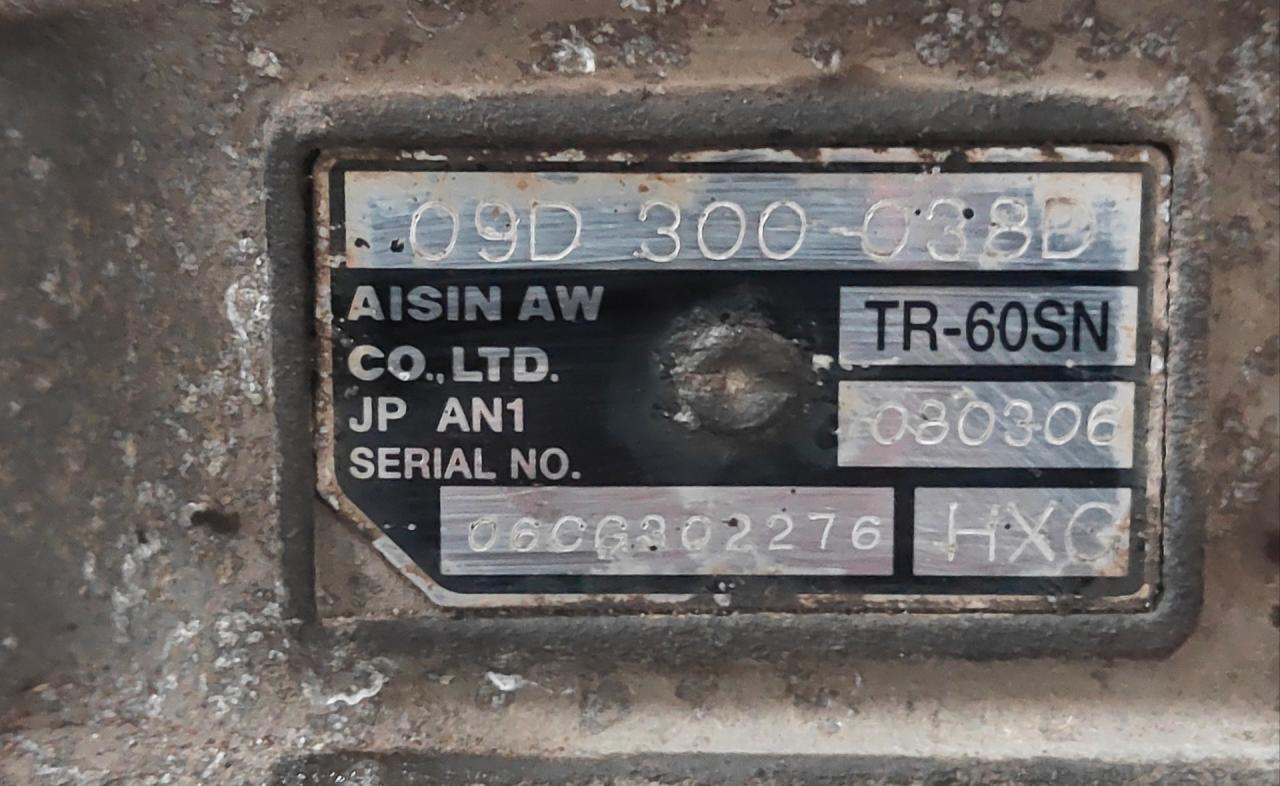 09D 300 038D
AISIN AW
CO.,LTD.
JP AN1
SERIAL NO.
TR-60SN
080306
06CG302276
HXG